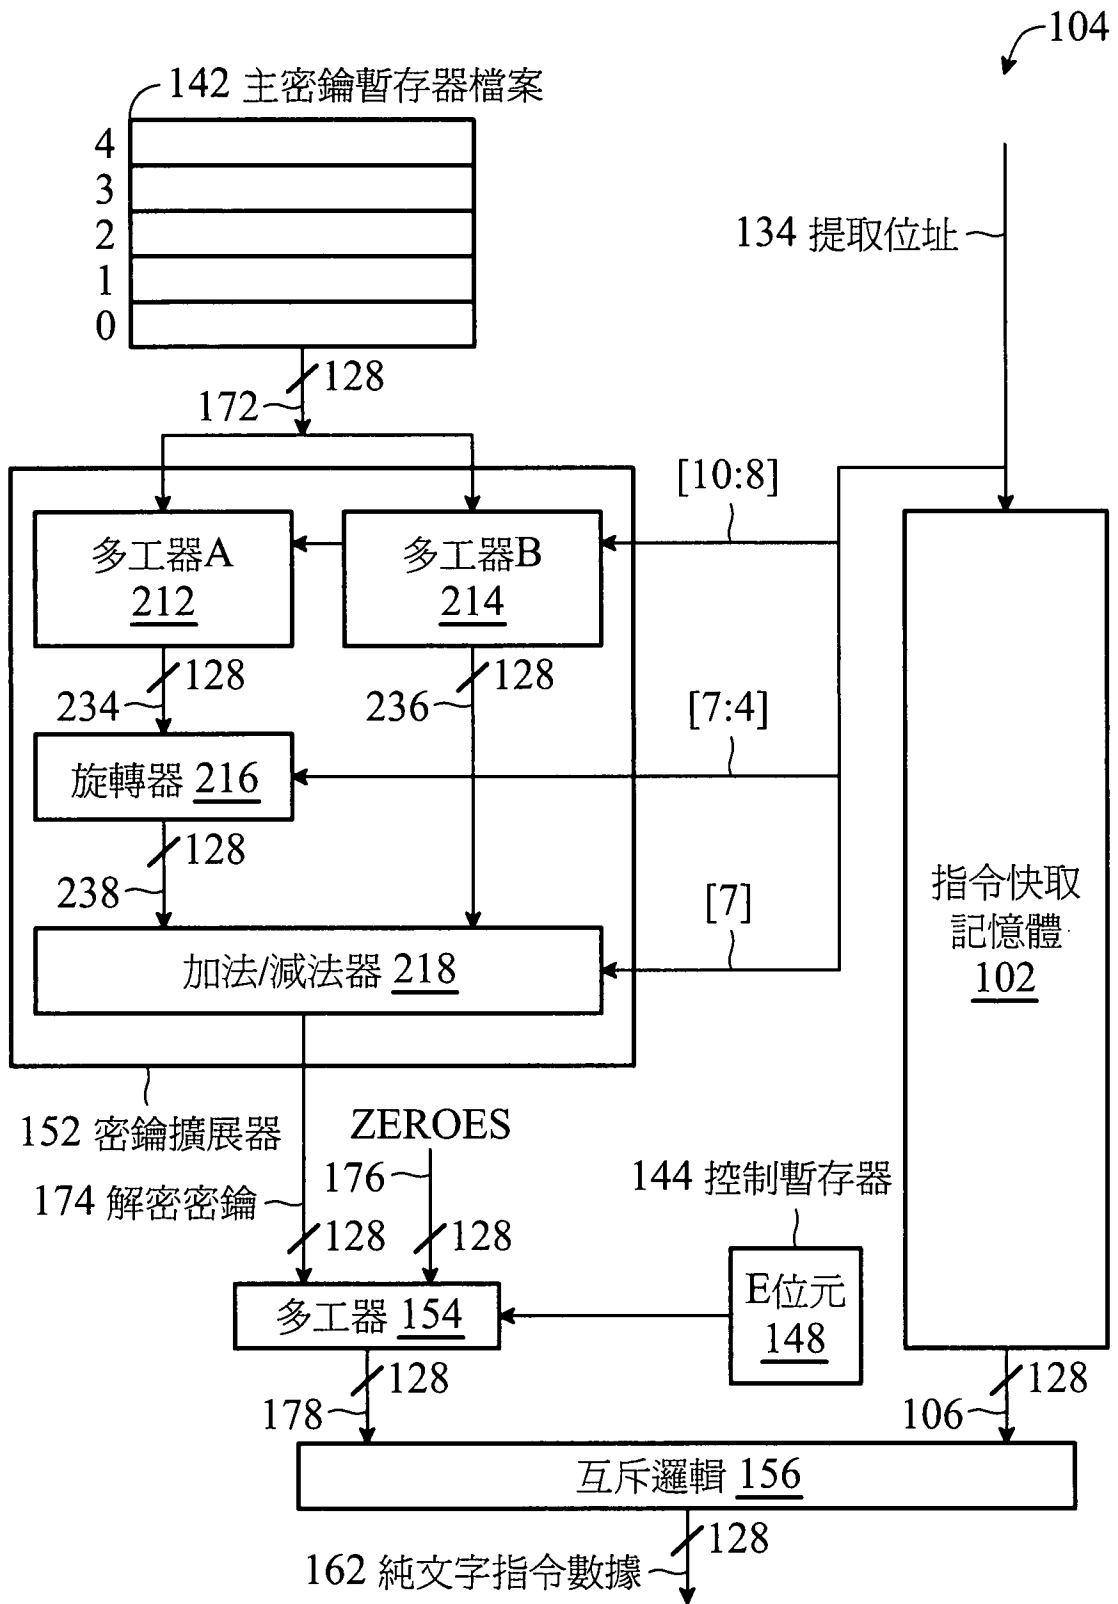 104
142 主密鑰暫存器檔案
4
3
2
1
0
134 提取位址
128
172
[10:8]
多工器A
212
多工器B
214
128
128
234
236
[7:4]
旋轉器 216
128
238
[7]
加法/減法器 218
指令快取
記憶體
102
152 密鑰擴展器
ZEROES
176
174 解密密鑰
144 控制暫存器
128
128
E位元
148
多工器 154
128
178
128
106
互斥邏輯 156
128
162 純文字指令數據